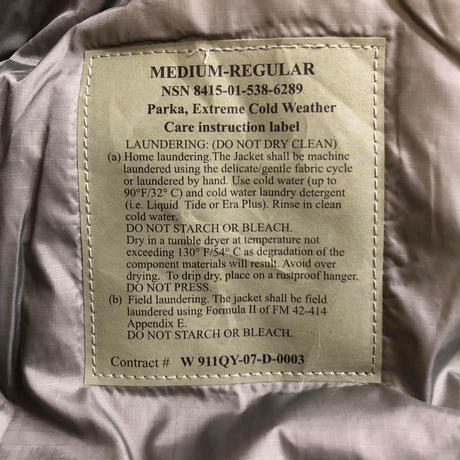 MEDIUM-REGULAR
NSN 8415-01-538-6289
Parka, Extreme Cold Weather
Care instruction label
LAUNDERING: (DO NOT DRY CLEAN)
(a) Home laundering.The Jacket shall be machine
laundered using the delicate/gentle fabric cycle
or laundered by hand. Use cold water (up to
90°F/32° C) and cold water laundry detergent
(i.e. Liquid Tide or Era Plus). Rinse in clean
cold water.
DO NOT STARCH OR BLEACH.
Dry in a tumble dryer at temperature not
exceeding 130° F/54° C as degradation of the
component materials will result. Avoid over
drying. To drip dry, place on a rustproof hanger.
DO NOT PRESS.
(b) Field laundering. The jacket shall be field
laundered using Formula II of FM 42-414
Appendix E.
DO NOT STARCH OR BLEACH.
Contract # W 911QY-07-D-0003